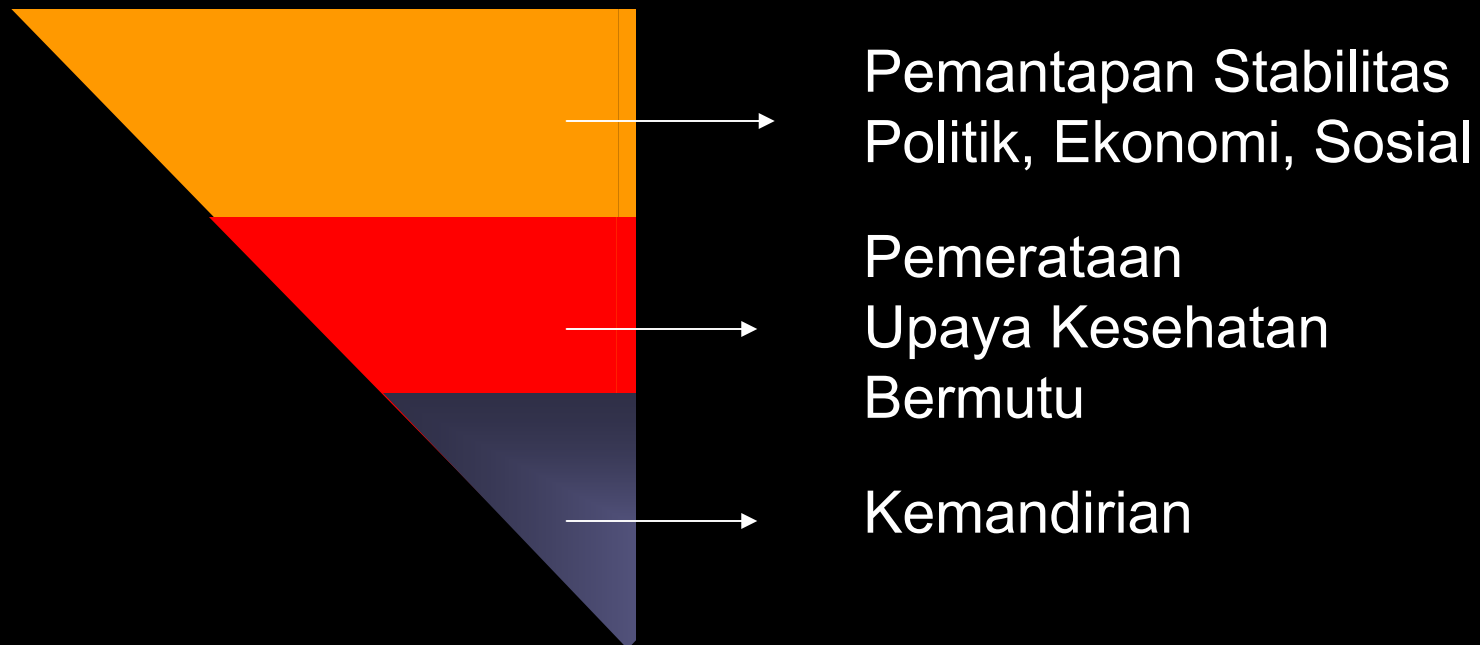 Pemantapan Stabilitas
Politik, Ekonomi, Sosial
Pemerataan
Upaya Kesehatan
Bermutu
Kemandirian